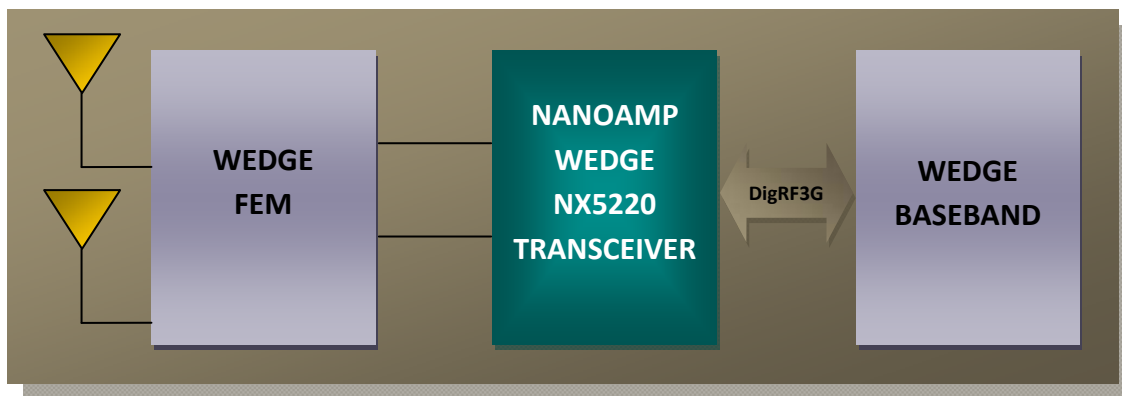 WEDGE
FEM
NANOAMP
WEDGE
NX5220
TRANSCEIVER
DigRF3G
WEDGE
BASEBAND